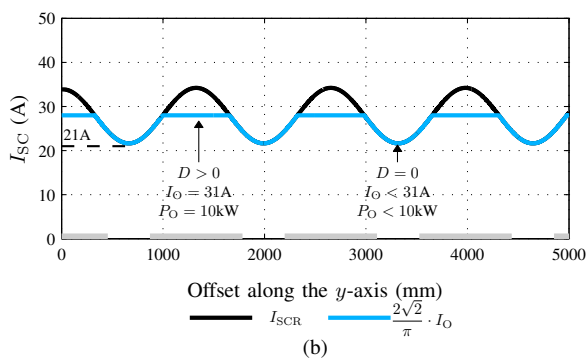 50
40
30
20
10
0
I_SC (A)
21A
D > 0
I_O = 31A
P_O = 10kW
D = 0
I_O < 31A
P_O < 10kW
0 1000 2000 3000 4000 5000
Offset along the y-axis (mm)
I_SCR
2√2/π · I_O
(b)